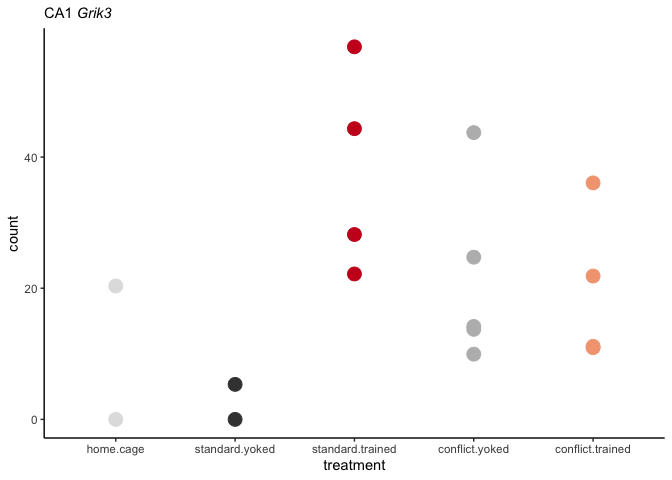 CA1 Grik3
count
40
20
0
home.cage standard.yoked standard.trained conflict.yoked conflict.trained
treatment